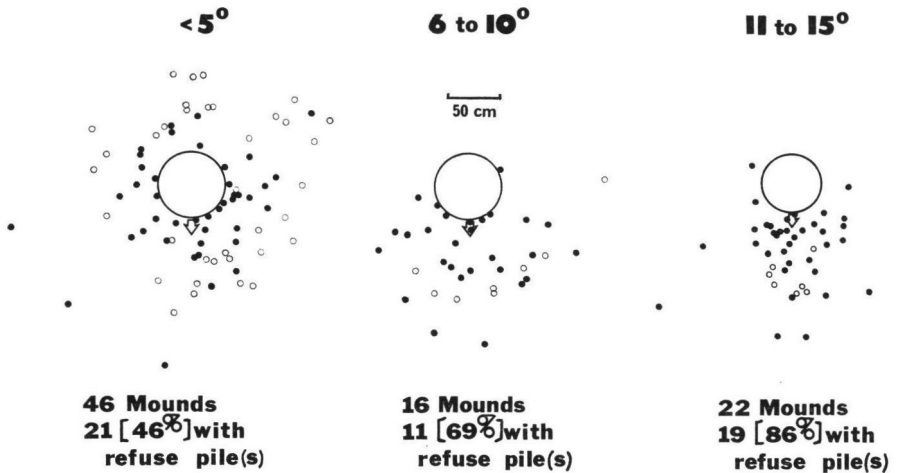 <5°
6 to 10°
11 to 15°
50 cm
46 Mounds
21 [46%] with
refuse pile(s)
16 Mounds
11 [69%] with
refuse pile(s)
22 Mounds
19 [86%] with
refuse pile(s)